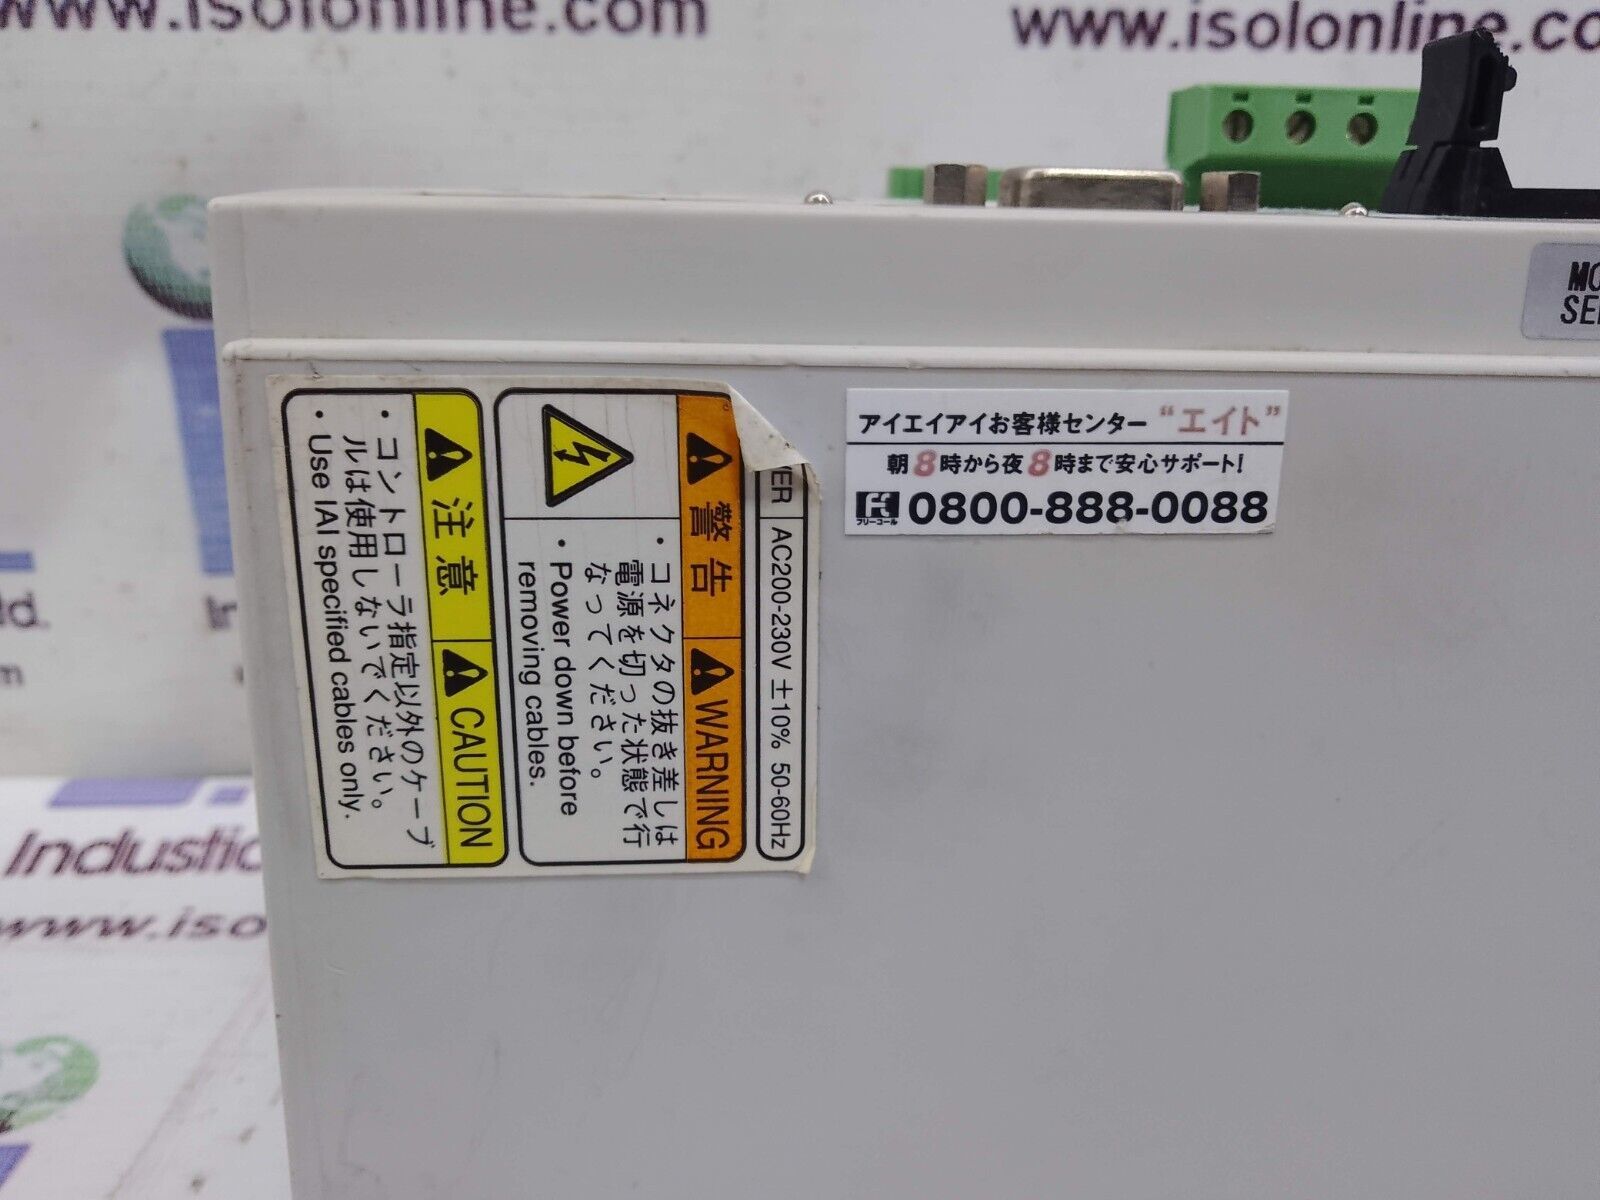 www.isolonline.com
www.isolonline.co
アイエイアイお客様センター “エイト”
朝8時から夜8時まで安心サポート!
フリーコール
0800-888-0088
AC200-230V ±10% 50-60Hz
警告
WARNING
・コネクタの抜き差しは
電源を切った状態で行
なってください。
・Power down before
removing cables.
注意
CAUTION
・コントローラ指定以外のケーブ
ルは使用しないでください。
・Use IAI specified cables only.